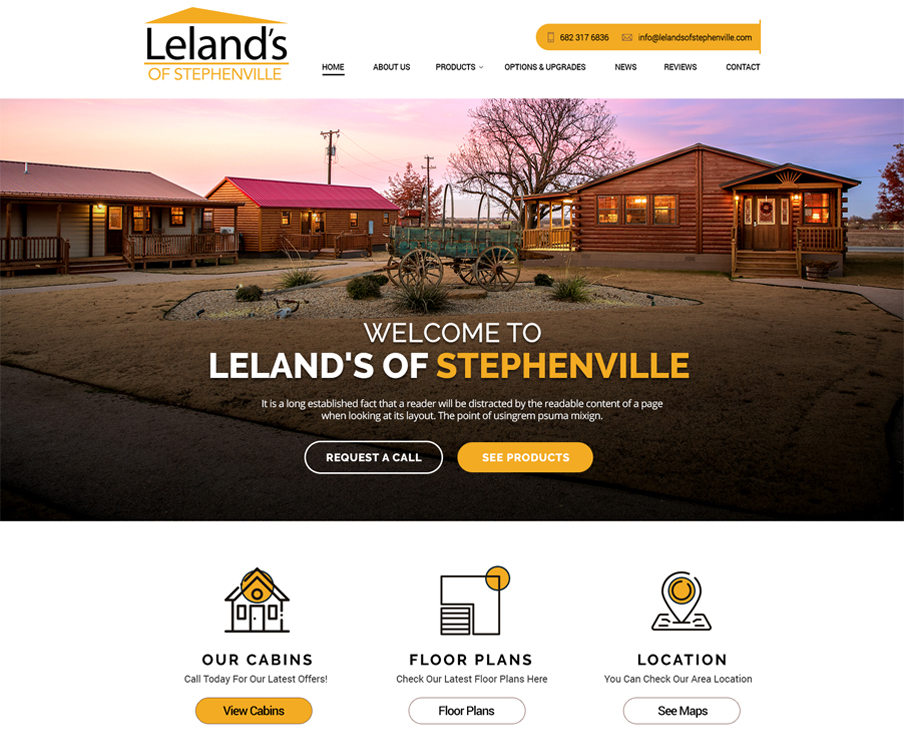 Leland's
OF STEPHENVILLE
682 317 6836 info@lelandsofstephenville.com
HOME ABOUT US PRODUCTS OPTIONS & UPGRADES NEWS REVIEWS CONTACT
WELCOME TO
LELAND'S OF STEPHENVILLE
It is a long established fact that a reader will be distracted by the readable content of a page
when looking at its layout. The point of usingrem psuma mixign.
REQUEST A CALL SEE PRODUCTS
OUR CABINS FLOOR PLANS LOCATION
Call Today For Our Latest Offers! Check Our Latest Floor Plans Here You Can Check Our Area Location
View Cabins Floor Plans See Maps